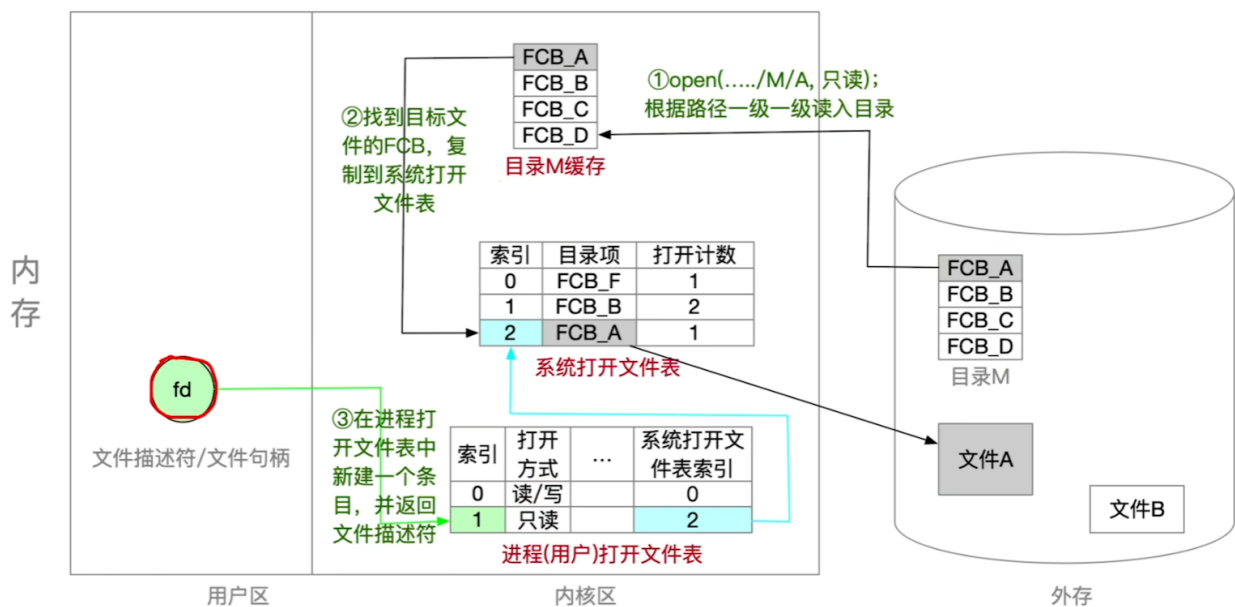 FCB_A
FCB_B
FCB_C
FCB_D
目录M缓存
①open(...../M/A, 只读);
根据路径一级一级读入目录
②找到目标文
件的FCB，复
制到系统打开
文件表
内
存
索引 目录项 打开计数
0 FCB_F 1
1 FCB_B 2
2 FCB_A 1
系统打开文件表
FCB_A
FCB_B
FCB_C
FCB_D
目录M
fd
文件描述符/文件句柄
③在进程打
开文件表中
新建一个条
目，并返回
文件描述符
索引 打开
方式 … 系统打开文
件表索引
0 读/写 0
1 只读 2
进程(用户)打开文件表
文件A
文件B
用户区
内核区
外存